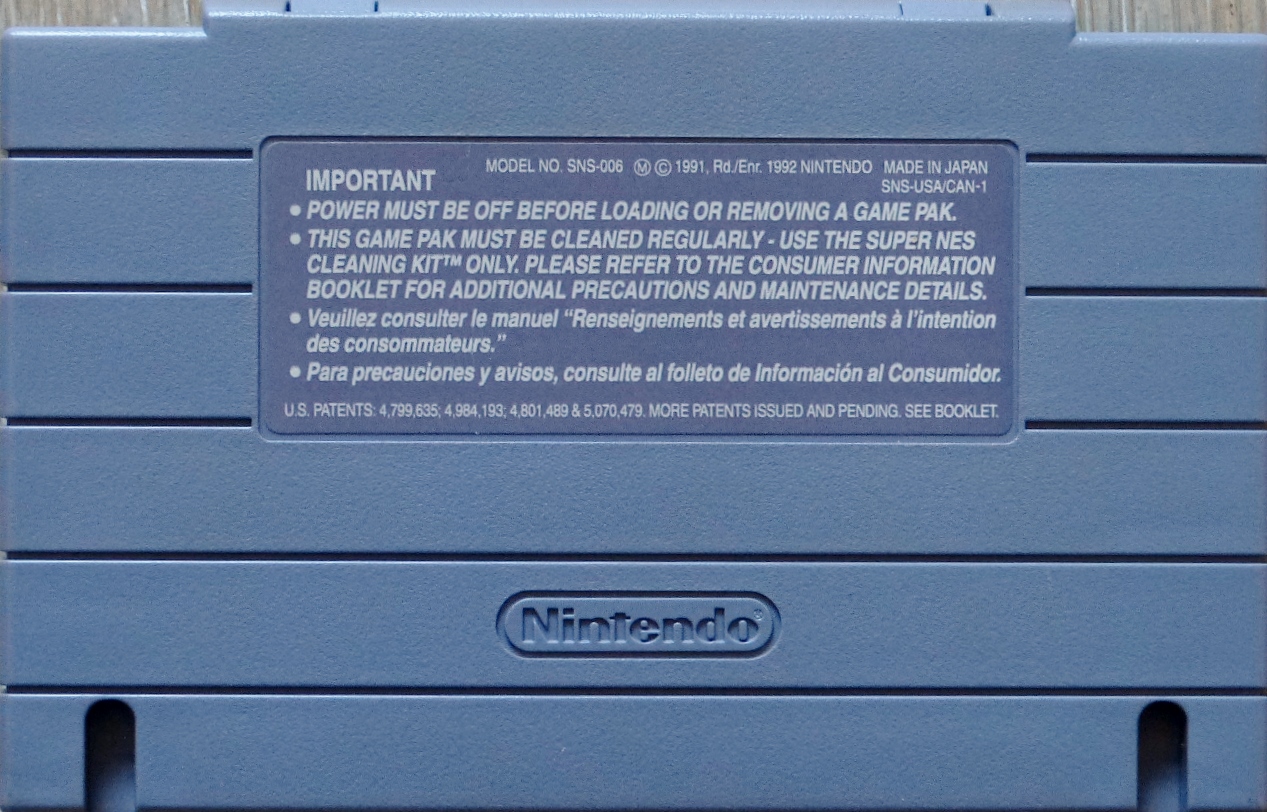 MODEL NO. SNS-006 Ⓜ © 1991, Rd./Enr. 1992 NINTENDO MADE IN JAPAN
IMPORTANT
SNS-USA/CAN-1
• POWER MUST BE OFF BEFORE LOADING OR REMOVING A GAME PAK.
• THIS GAME PAK MUST BE CLEANED REGULARLY - USE THE SUPER NES
CLEANING KIT™ ONLY. PLEASE REFER TO THE CONSUMER INFORMATION
BOOKLET FOR ADDITIONAL PRECAUTIONS AND MAINTENANCE DETAILS.
• Veuillez consulter le manuel “Renseignements et avertissements à l'intention
des consommateurs.”
• Para precauciones y avisos, consulte al folleto de Información al Consumidor.
U.S. PATENTS: 4,799,635; 4,984,193; 4,801,489 & 5,070,479. MORE PATENTS ISSUED AND PENDING. SEE BOOKLET.
Nintendo®